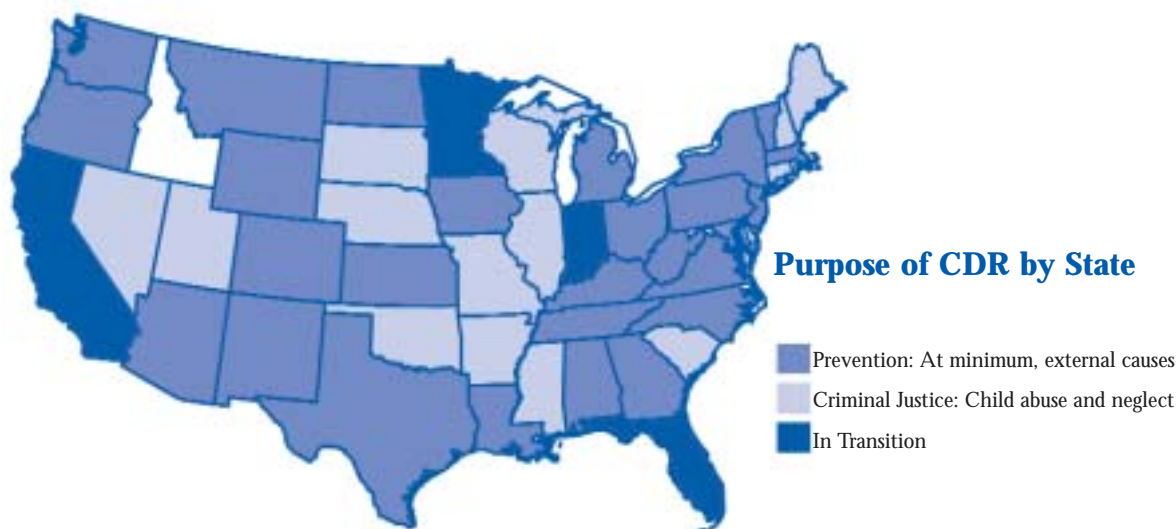 Purpose of CDR by State
Prevention: At minimum, external causes
Criminal Justice: Child abuse and neglect
In Transition